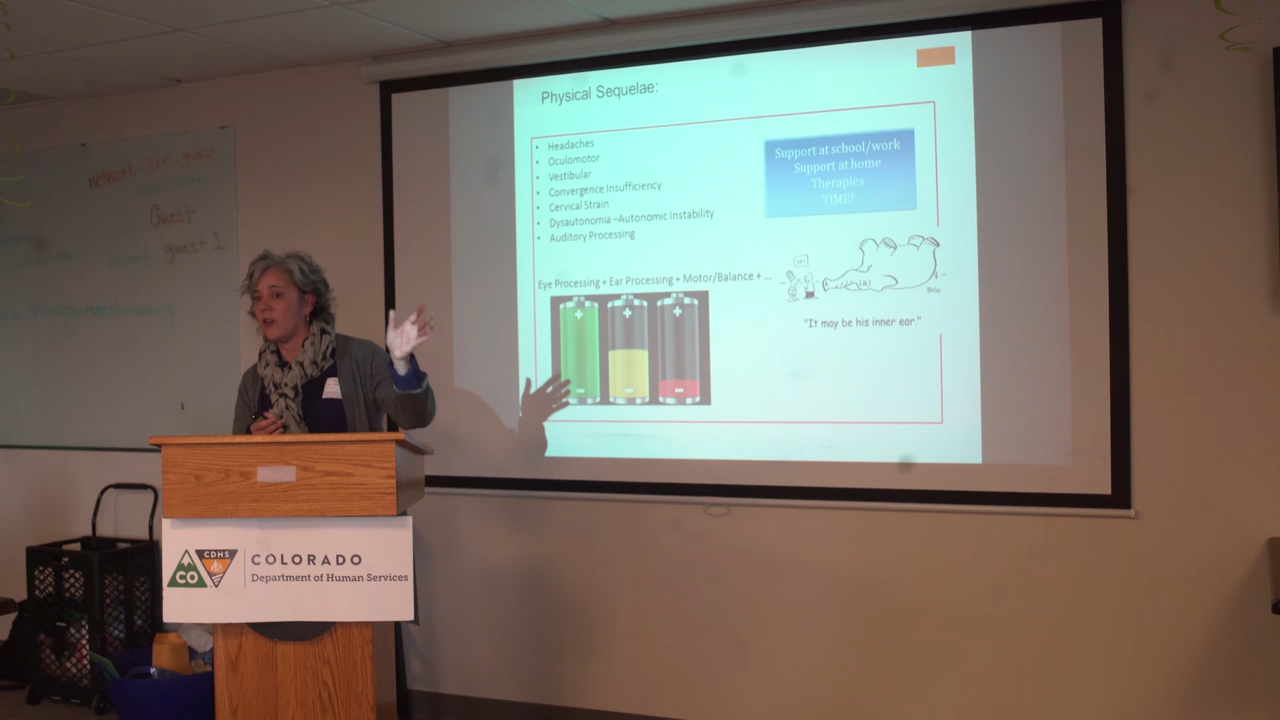 Physical Sequelae:
• Headaches
• Oculomotor
• Vestibular
• Convergence Insufficiency
• Cervical Strain
• Dysautonomia –Autonomic Instability
• Auditory Processing
Support at school/work
Support at home
Therapies
TIME!
Eye Processing + Ear Processing + Motor/Balance + ...
"It may be his inner ear."
network
Guest
guest 1
CO
CDHS
COLORADO
Department of Human Services